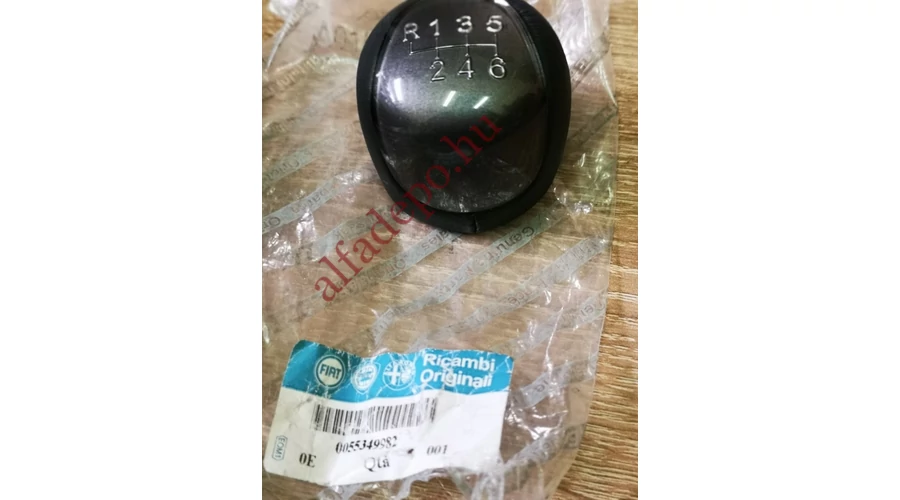 R 1 3 5
2 4 6
alfadepo.hu
FIAT
Ricambi
Originali
0055349982
0E
Qtà
001